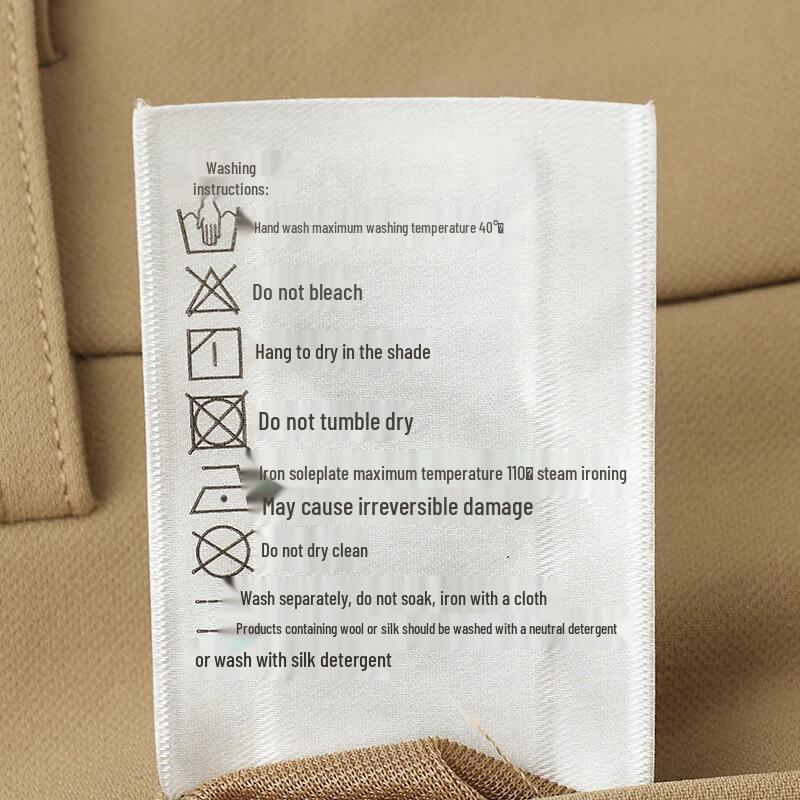 Washing
instructions:
Hand wash maximum washing temperature 40°
Do not bleach
Hang to dry in the shade
Do not tumble dry
Iron soleplate maximum temperature 110 steam ironing
May cause irreversible damage
Do not dry clean
Wash separately, do not soak, iron with a cloth
Products containing wool or silk should be washed with a neutral detergent
or wash with silk detergent